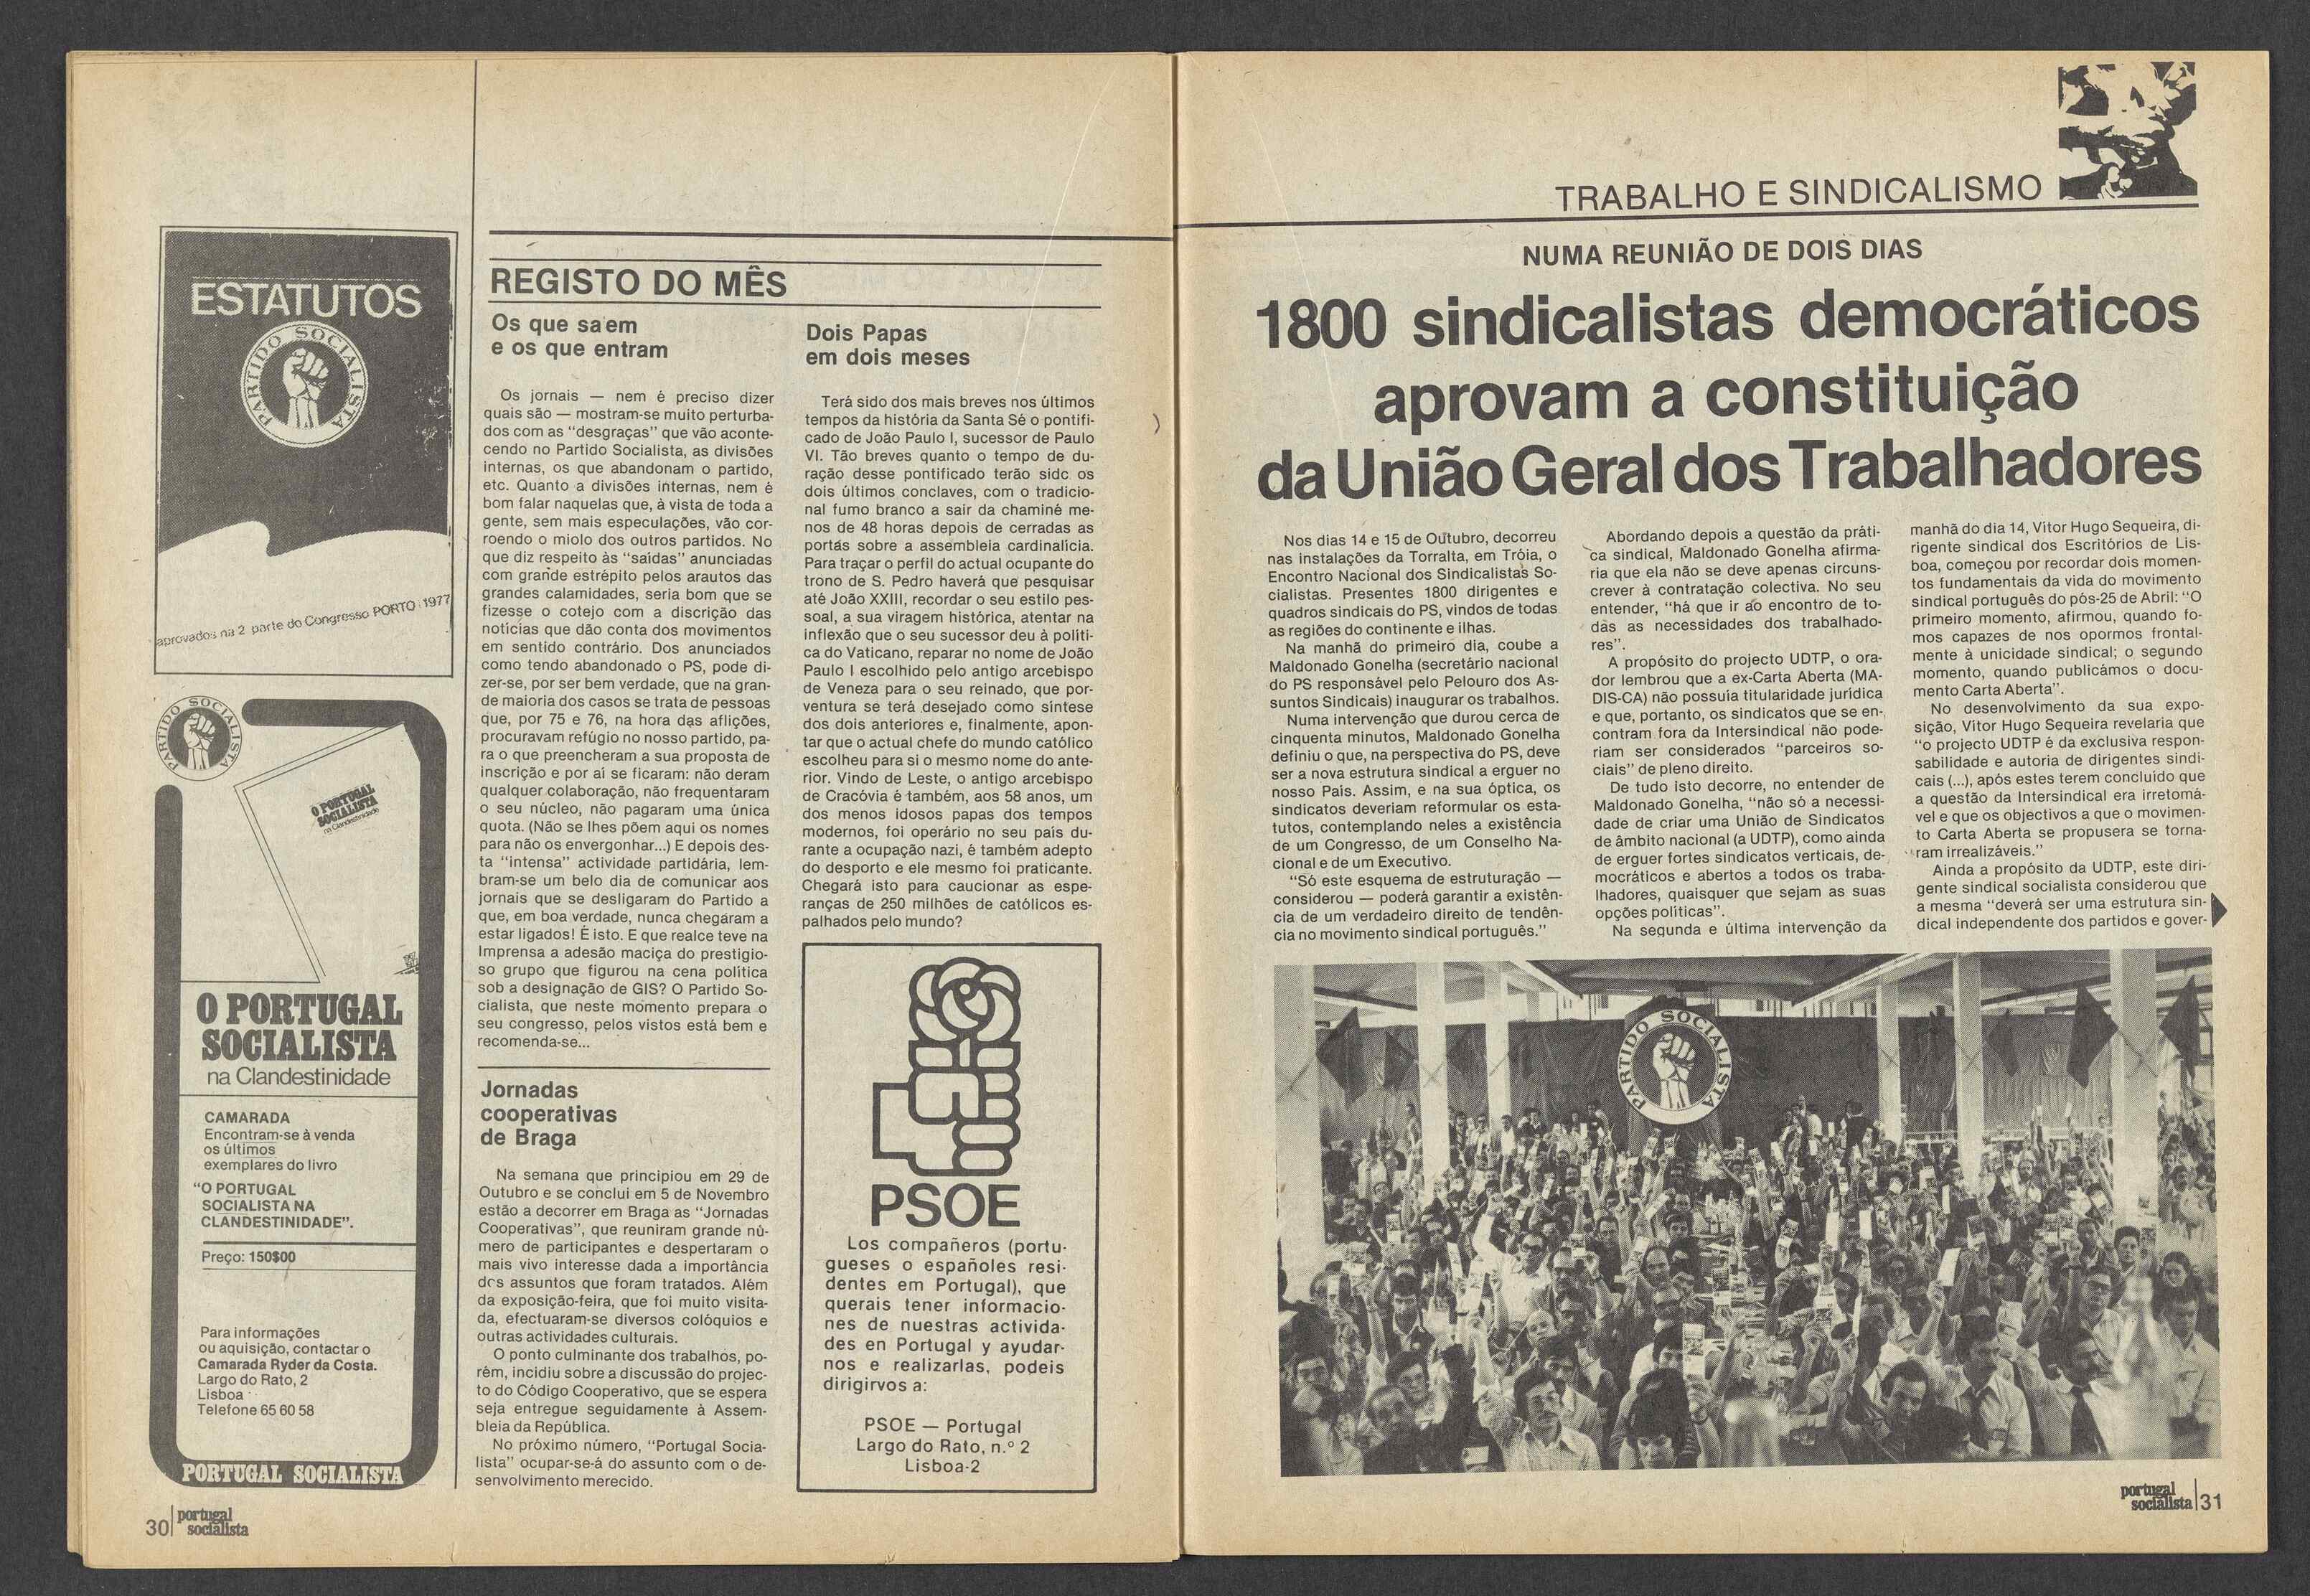 ESTATUTOS
PARTIDO SOCIALISTA
aprovados na 2 parte do Congresso PORTO 1977
PARTIDO SOCIALISTA
O PORTUGAL
SOCIALISTA
na Clandestinidade
O PORTUGAL
SOCIALISTA
na Clandestinidade
CAMARADA
Encontram-se à venda
os últimos
exemplares do livro
“O PORTUGAL
SOCIALISTA NA
CLANDESTINIDADE”.
Preço: 150$00
Para informações
ou aquisição, contactar o
Camarada Ryder da Costa.
Largo do Rato, 2
Lisboa
Telefone 65 60 58
PORTUGAL SOCIALISTA
30 portugal
socialista
REGISTO DO MÊS
Os que saem
e os que entram
Os jornais — nem é preciso dizer
quais são — mostram-se muito perturba-
dos com as “desgraças” que vão aconte-
cendo no Partido Socialista, as divisões
internas, os que abandonam o partido,
etc. Quanto a divisões internas, nem é
bom falar naquelas que, à vista de toda a
gente, sem mais especulações, vão cor-
roendo o miolo dos outros partidos. No
que diz respeito às “saídas” anunciadas
com grande estrépito pelos arautos das
grandes calamidades, seria bom que se
fizesse o cotejo com a discrição das
notícias que dão conta dos movimentos
em sentido contrário. Dos anunciados
como tendo abandonado o PS, pode di-
zer-se, por ser bem verdade, que na gran-
de maioria dos casos se trata de pessoas
que, por 75 e 76, na hora das aflições,
procuravam refúgio no nosso partido, pa-
ra o que preencheram a sua proposta de
inscrição e por aí se ficaram: não deram
qualquer colaboração, não frequentaram
o seu núcleo, não pagaram uma única
quota. (Não se lhes põem aqui os nomes
para não os envergonhar...) E depois des-
ta “intensa” actividade partidária, lem-
bram-se um belo dia de comunicar aos
jornais que se desligaram do Partido a
que, em boa verdade, nunca chegaram a
estar ligados! É isto. E que realce teve na
Imprensa a adesão maciça do prestigio-
so grupo que figurou na cena política
sob a designação de GIS? O Partido So-
cialista, que neste momento prepara o
seu congresso, pelos vistos está bem e
recomenda-se...
Jornadas
cooperativas
de Braga
Na semana que principiou em 29 de
Outubro e se conclui em 5 de Novembro
estão a decorrer em Braga as “Jornadas
Cooperativas”, que reuniram grande nú-
mero de participantes e despertaram o
mais vivo interesse dada a importância
dos assuntos que foram tratados. Além
da exposição-feira, que foi muito visita-
da, efectuaram-se diversos colóquios e
outras actividades culturais.
O ponto culminante dos trabalhos, po-
rém, incidiu sobre a discussão do projec-
to do Código Cooperativo, que se espera
seja entregue seguidamente à Assem-
bleia da República.
No próximo número, “Portugal Socia-
lista” ocupar-se-á do assunto com o de-
senvolvimento merecido.
Dois Papas
em dois meses
Terá sido dos mais breves nos últimos
tempos da história da Santa Sé o pontifi-
cado de João Paulo I, sucessor de Paulo
VI. Tão breves quanto o tempo de du-
ração desse pontificado terão sido os
dois últimos conclaves, com o tradicio-
nal fumo branco a sair da chaminé me-
nos de 48 horas depois de cerradas as
portas sobre a assembleia cardinalícia.
Para traçar o perfil do actual ocupante do
trono de S. Pedro haverá que pesquisar
até João XXIII, recordar o seu estilo pes-
soal, a sua viragem histórica, atentar na
inflexão que o seu sucessor deu à políti-
ca do Vaticano, reparar no nome de João
Paulo I escolhido pelo antigo arcebispo
de Veneza para o seu reinado, que por-
ventura se terá desejado como síntese
dos dois anteriores e, finalmente, apon-
tar que o actual chefe do mundo católico
escolheu para si o mesmo nome do ante-
rior. Vindo de Leste, o antigo arcebispo
de Cracóvia é também, aos 58 anos, um
dos menos idosos papas dos tempos
modernos, foi operário no seu país du-
rante a ocupação nazi, é também adepto
do desporto e ele mesmo foi praticante.
Chegará isto para caucionar as espe-
ranças de 250 milhões de católicos es-
palhados pelo mundo?
PSOE
Los compañeros (portu-
gueses o españoles resi-
dentes em Portugal), que
querais tener informacio-
nes de nuestras activida-
des en Portugal y ayudar-
nos e realizarlas, podeis
dirigirvos a:
PSOE — Portugal
Largo do Rato, n.º 2
Lisboa-2
TRABALHO E SINDICALISMO
NUMA REUNIÃO DE DOIS DIAS
1800 sindicalistas democráticos
aprovam a constituição
da União Geral dos Trabalhadores
Nos dias 14 e 15 de Outubro, decorreu
nas instalações da Torralta, em Tróia, o
Encontro Nacional dos Sindicalistas So-
cialistas. Presentes 1800 dirigentes e
quadros sindicais do PS, vindos de todas
as regiões do continente e ilhas.
Na manhã do primeiro dia, coube a
Maldonado Gonelha (secretário nacional
do PS responsável pelo Pelouro dos As-
suntos Sindicais) inaugurar os trabalhos.
Numa intervenção que durou cerca de
cinquenta minutos, Maldonado Gonelha
definiu o que, na perspectiva do PS, deve
ser a nova estrutura sindical a erguer no
nosso País. Assim, e na sua óptica, os
sindicatos deveriam reformular os esta-
tutos, contemplando neles a existência
de um Congresso, de um Conselho Na-
cional e de um Executivo.
“Só este esquema de estruturação —
considerou — poderá garantir a existên-
cia de um verdadeiro direito de tendên-
cia no movimento sindical português.”
Abordando depois a questão da práti-
ca sindical, Maldonado Gonelha afirma-
ria que ela não se deve apenas circuns-
crever à contratação colectiva. No seu
entender, “há que ir ao encontro de to-
das as necessidades dos trabalhado-
res”.
A propósito do projecto UDTP, o ora-
dor lembrou que a ex-Carta Aberta (MA-
DIS-CA) não possuía titularidade jurídica
e que, portanto, os sindicatos que se en-
contram fora da Intersindical não pode-
riam ser considerados “parceiros so-
ciais” de pleno direito.
De tudo isto decorre, no entender de
Maldonado Gonelha, “não só a necessi-
dade de criar uma União de Sindicatos
de âmbito nacional (a UDTP), como ainda
de erguer fortes sindicatos verticais, de-
mocráticos e abertos a todos os traba-
lhadores, quaisquer que sejam as suas
opções políticas”.
Na segunda e última intervenção da
manhã do dia 14, Vitor Hugo Sequeira, di-
rigente sindical dos Escritórios de Lis-
boa, começou por recordar dois momen-
tos fundamentais da vida do movimento
sindical português do pós-25 de Abril: “O
primeiro momento, afirmou, quando fo-
mos capazes de nos opormos frontal-
mente à unicidade sindical; o segundo
momento, quando publicámos o docu-
mento Carta Aberta”.
No desenvolvimento da sua expo-
sição, Vitor Hugo Sequeira revelaria que
“o projecto UDTP é da exclusiva respon-
sabilidade e autoria de dirigentes sindi-
cais (...), após estes terem concluído que
a questão da Intersindical era irretomá-
vel e que os objectivos a que o movimen-
to Carta Aberta se propusera se torna-
ram irrealizáveis.”
Ainda a propósito da UDTP, este diri-
gente sindical socialista considerou que
a mesma “deverá ser uma estrutura sin-
dical independente dos partidos e gover-
PARTIDO SOCIALISTA
portugal
socialista 31